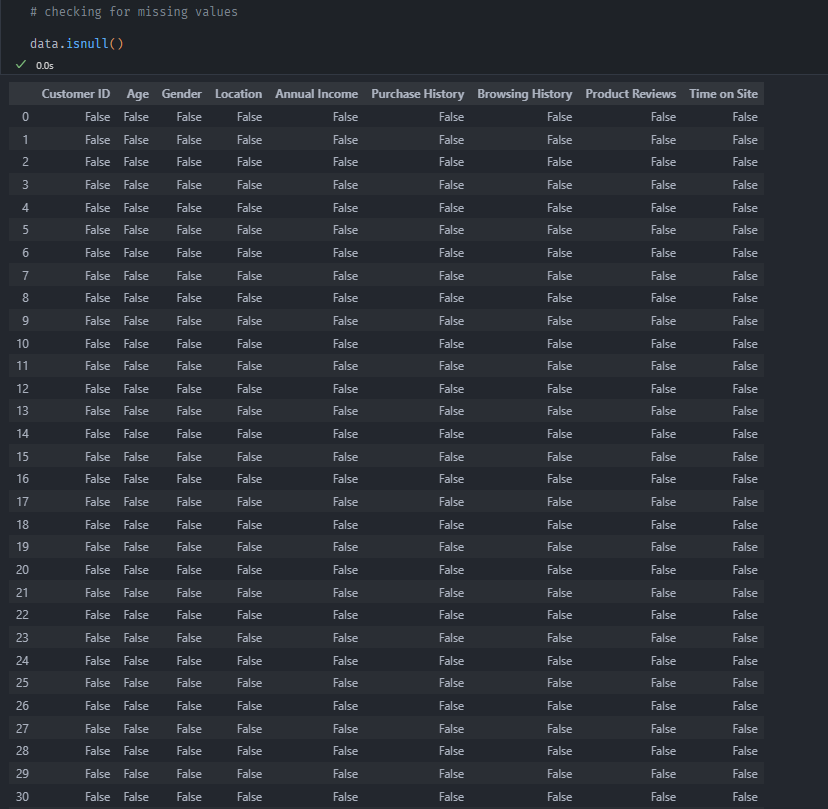 # checking for missing values
data.isnull()
0.0s
Customer ID Age Gender Location Annual Income Purchase History Browsing History Product Reviews Time on Site
0 False False False False False False False False False
1 False False False False False False False False False
2 False False False False False False False False False
3 False False False False False False False False False
4 False False False False False False False False False
5 False False False False False False False False False
6 False False False False False False False False False
7 False False False False False False False False False
8 False False False False False False False False False
9 False False False False False False False False False
10 False False False False False False False False False
11 False False False False False False False False False
12 False False False False False False False False False
13 False False False False False False False False False
14 False False False False False False False False False
15 False False False False False False False False False
16 False False False False False False False False False
17 False False False False False False False False False
18 False False False False False False False False False
19 False False False False False False False False False
20 False False False False False False False False False
21 False False False False False False False False False
22 False False False False False False False False False
23 False False False False False False False False False
24 False False False False False False False False False
25 False False False False False False False False False
26 False False False False False False False False False
27 False False False False False False False False False
28 False False False False False False False False False
29 False False False False False False False False False
30 False False False False False False False False False